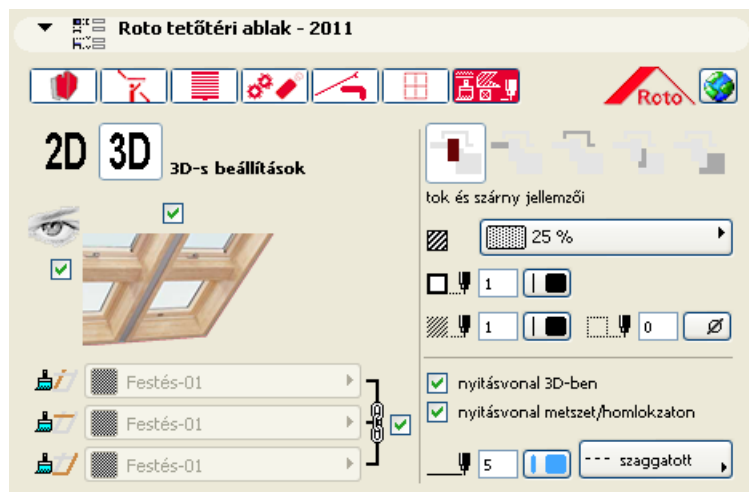 Roto tetőtéri ablak - 2011
Roto
2D 3D 3D-s beállítások
tok és szárny jellemzői
25 %
1
1 0 Ø
Festés-01
Festés-01
Festés-01
nyitásvonal 3D-ben
nyitásvonal metszet/homlokzaton
5 --- szaggatott